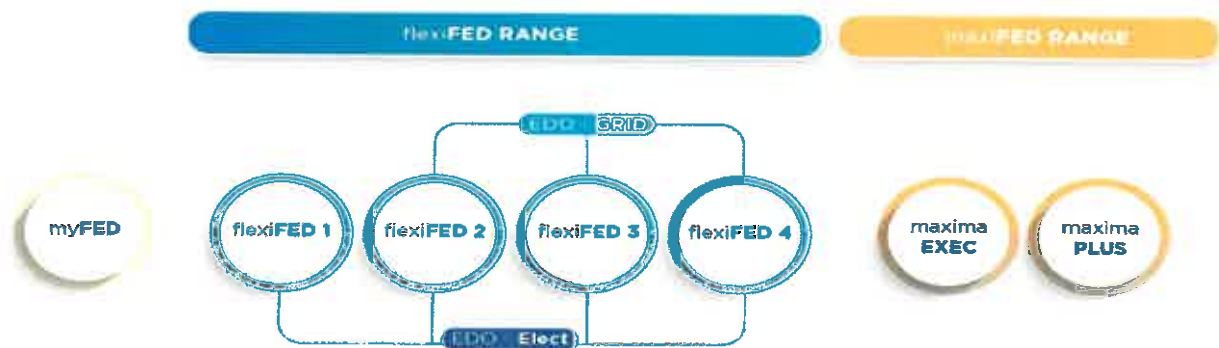 flexiFED RANGE
maxiFED RANGE
EDO GRID
myFED
flexiFED 1
flexiFED 2
flexiFED 3
flexiFED 4
maxima
EXEC
maxima
PLUS
EDO Elect